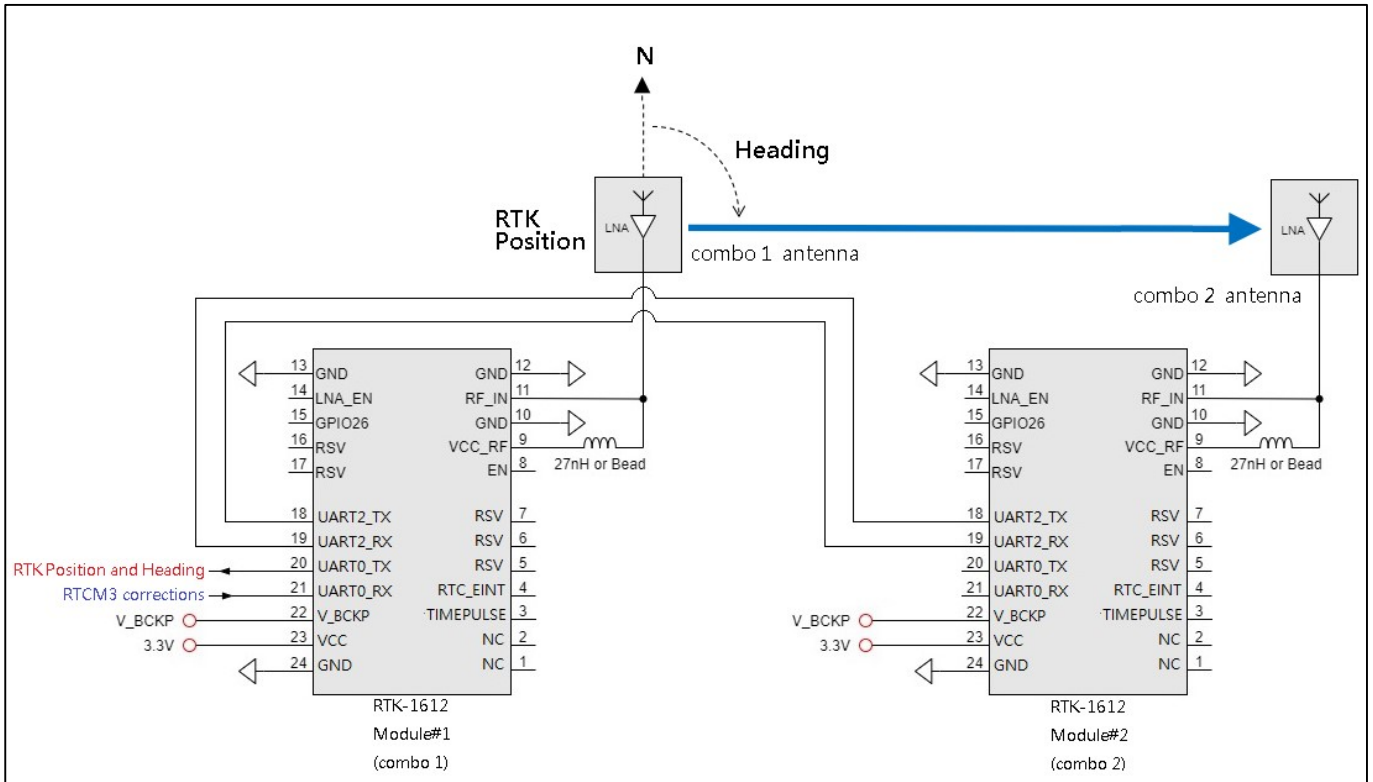 N
Heading
RTK
Position
LNA
combo 1 antenna
LNA
combo 2 antenna
13 GND
14 LNA_EN
15 GPIO26
16 RSV
17 RSV
18 UART2_TX
19 UART2_RX
20 UART0_TX
21 UART0_RX
22 V_BCKP
23 VCC
24 GND
GND 12
RF_IN 11
GND 10
VCC_RF 9
EN 8
RSV 7
RSV 6
RSV 5
RTC_EINT 4
TIMEPULSE 3
NC 2
NC 1
27nH or Bead
RTK Position and Heading
RTCM3 corrections
V_BCKP
3.3V
RTK-1612
Module#1
(combo 1)
13 GND
14 LNA_EN
15 GPIO26
16 RSV
17 RSV
18 UART2_TX
19 UART2_RX
20 UART0_TX
21 UART0_RX
22 V_BCKP
23 VCC
24 GND
GND 12
RF_IN 11
GND 10
VCC_RF 9
EN 8
RSV 7
RSV 6
RSV 5
RTC_EINT 4
TIMEPULSE 3
NC 2
NC 1
27nH or Bead
V_BCKP
3.3V
RTK-1612
Module#2
(combo 2)